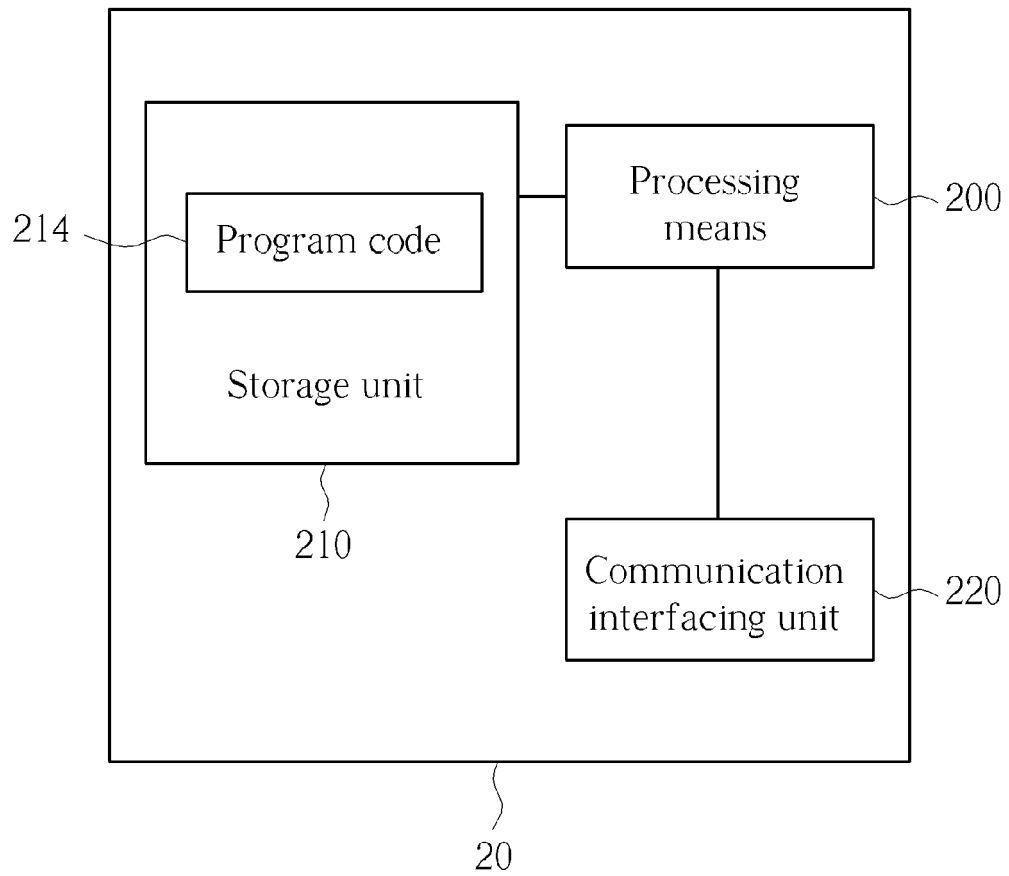 Processing
means
200
214
Program code
Storage unit
210
Communication
interfacing unit
220
20